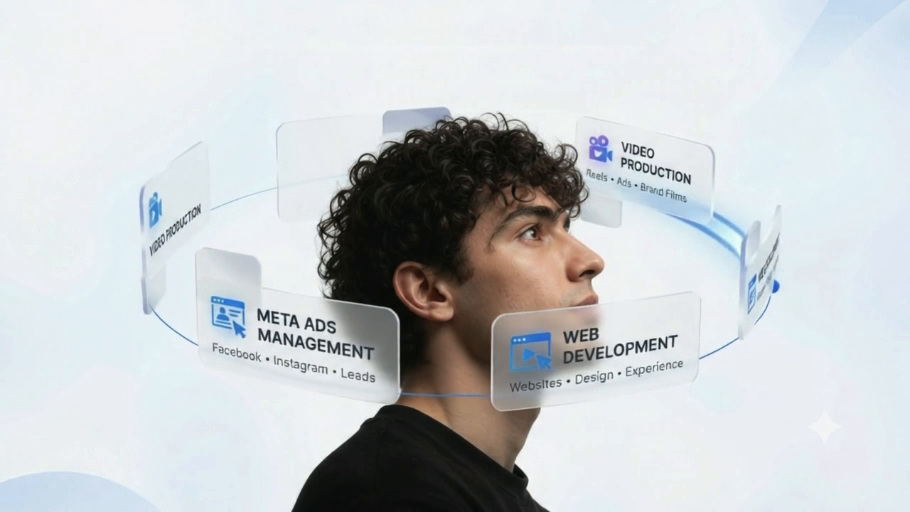 VIDEO
PRODUCTION
Reels • Ads • Brand Films
VIDEO PRODUCTION
META ADS
MANAGEMENT
Facebook • Instagram • Leads
WEB
DEVELOPMENT
Websites • Design • Experience